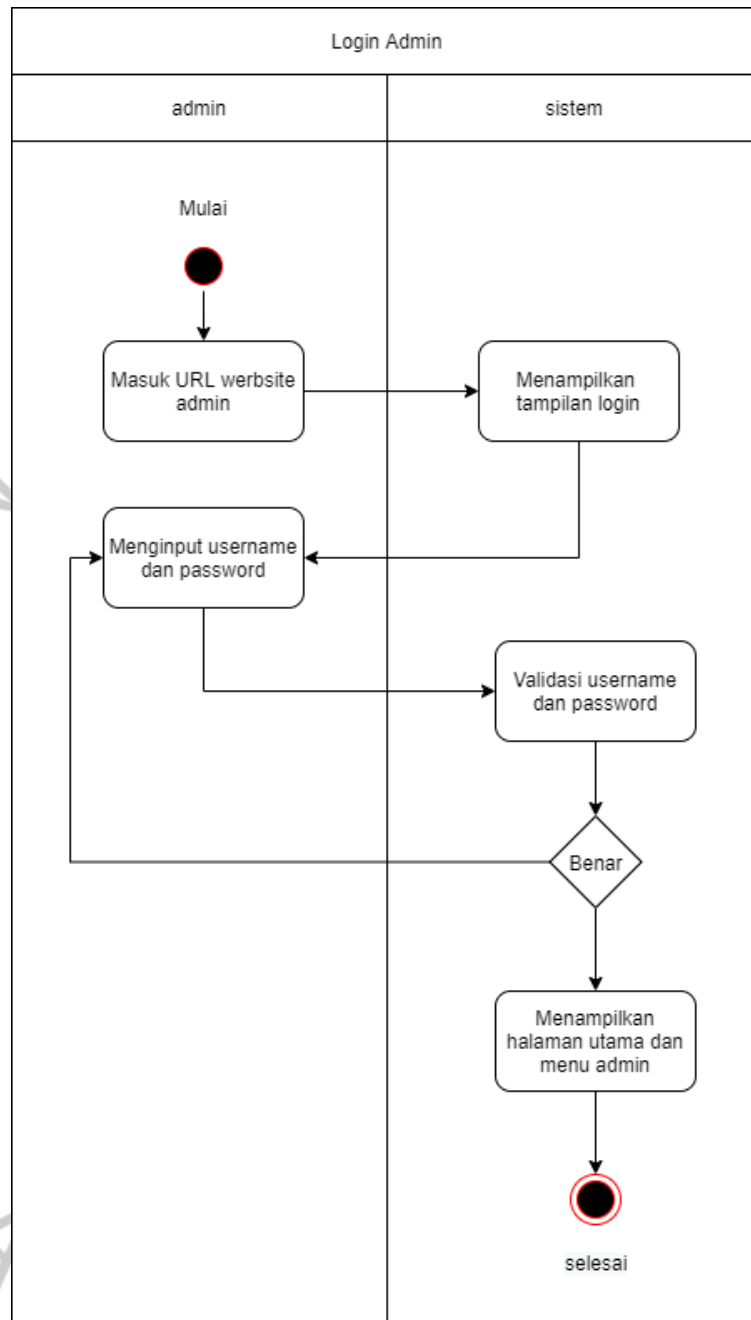 Login Admin
admin
sistem
Mulai
Masuk URL werbsite
admin
Menampilkan
tampilan login
Menginput username
dan password
Validasi username
dan password
Benar
Menampilkan
halaman utama dan
menu admin
selesai